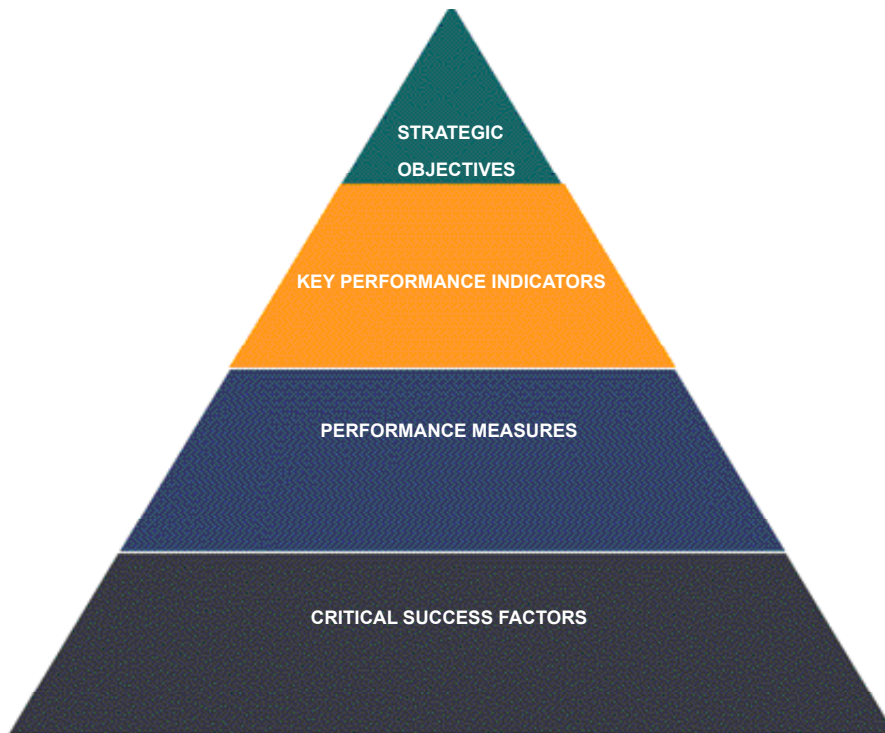 STRATEGIC
OBJECTIVES
KEY PERFORMANCE INDICATORS
PERFORMANCE MEASURES
CRITICAL SUCCESS FACTORS